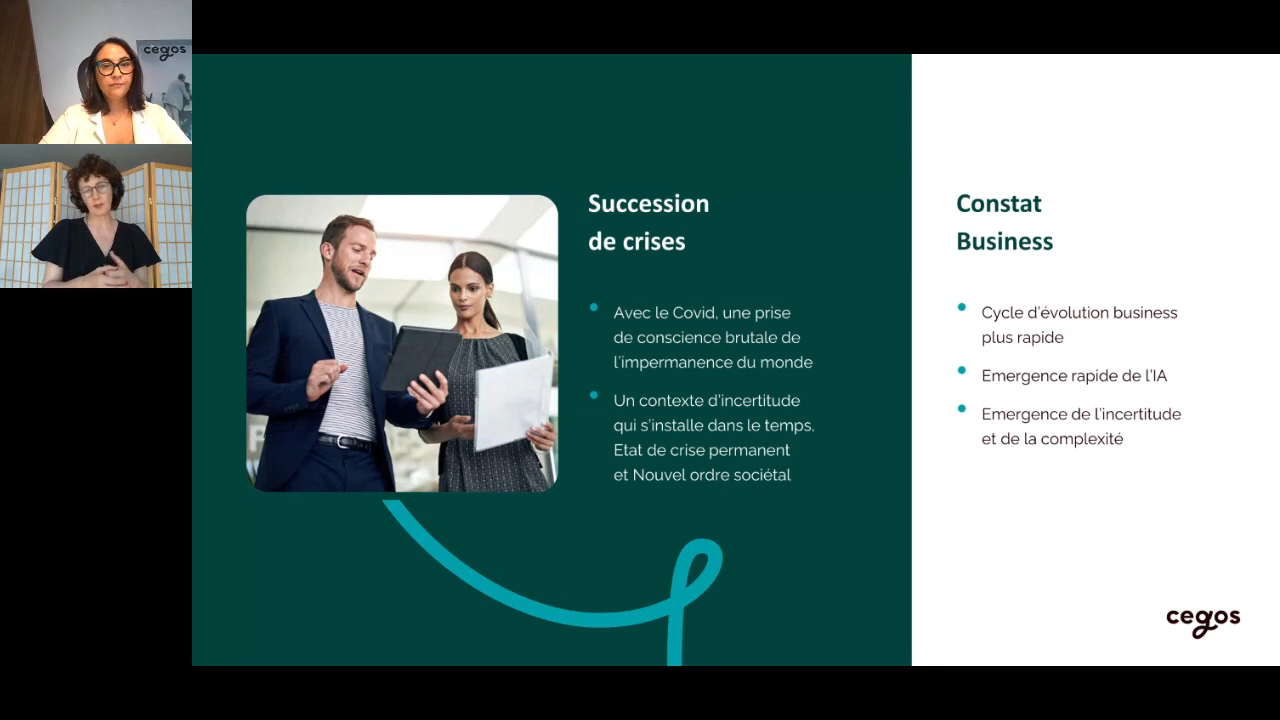 cegos
Succession
de crises
Avec le Covid, une prise
de conscience brutale de
l'impermanence du monde
Un contexte d'incertitude
qui s'installe dans le temps,
Etat de crise permanent
et Nouvel ordre sociétal
Constat
Business
Cycle d'évolution business
plus rapide
Emergence rapide de l'IA
Emergence de l'incertitude
et de la complexité
cegos